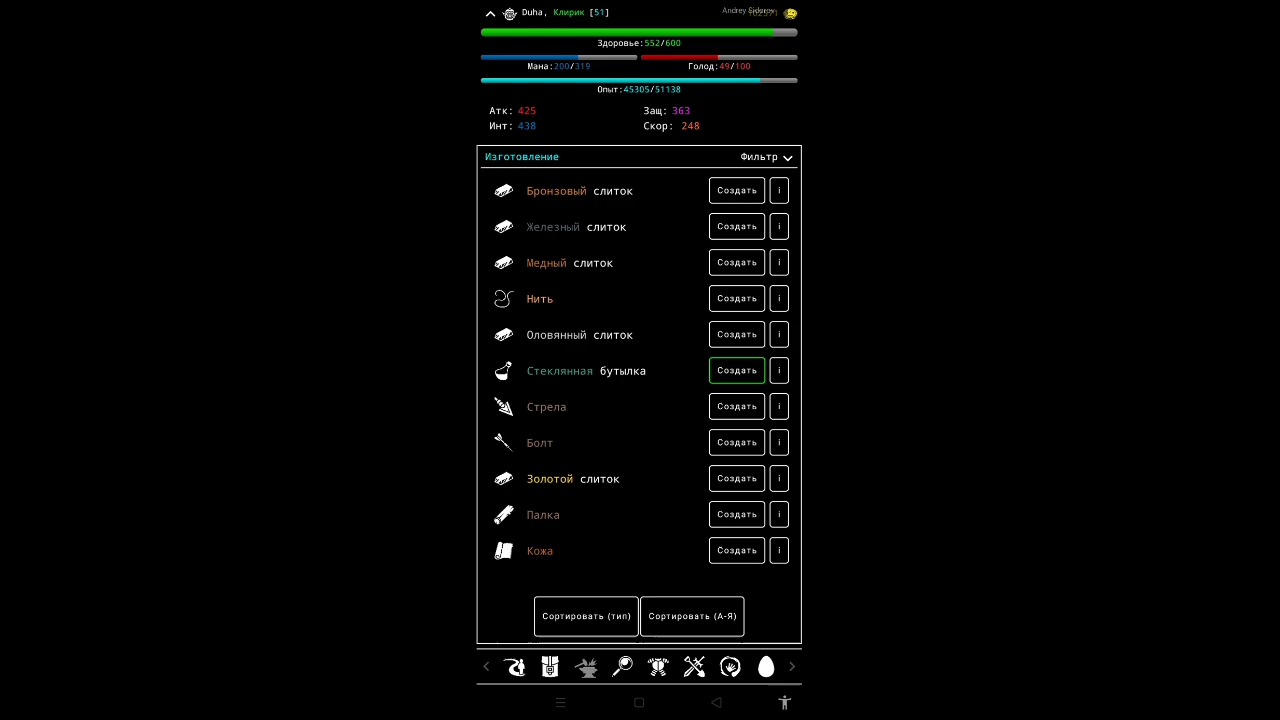 Duha, Клирик [51]
Andrey Siderov
Здоровье:552/600
Мана:200/319 Голод:49/100
Опыт:45305/51138
Атк: 425 Защ: 363
Инт: 438 Скор: 248
Изготовление Фильтр
Бронзовый слиток Создать i
Железный слиток Создать i
Медный слиток Создать i
Нить Создать i
Оловянный слиток Создать i
Стеклянная бутылка Создать i
Стрела Создать i
Болт Создать i
Золотой слиток Создать i
Палка Создать i
Кожа Создать i
Сортировать (тип) Сортировать (А-Я)